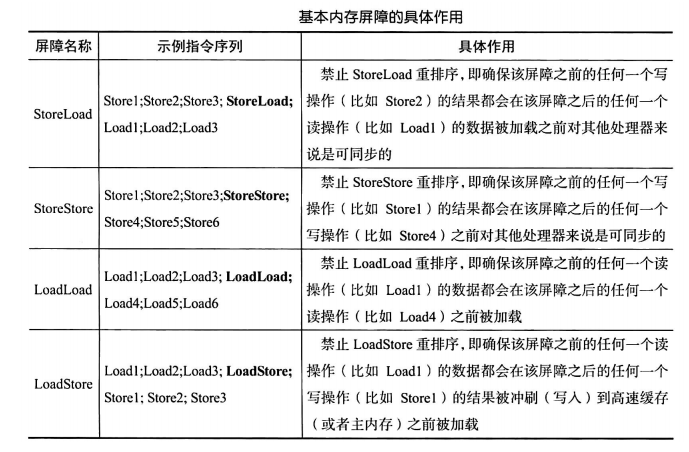 基本内存屏障的具体作用
屏障名称 示例指令序列 具体作用
StoreLoad
Store1;Store2;Store3; StoreLoad;
Load1;Load2;Load3
禁止 StoreLoad 重排序，即确保该屏障之前的任何一个写
操作（比如 Store2）的结果都会在该屏障之后的任何一个
读操作（比如 Load1）的数据被加载之前对其他处理器来
说是可同步的
StoreStore
Store1;Store2;Store3;StoreStore;
Store4;Store5;Store6
禁止 StoreStore 重排序，即确保该屏障之前的任何一个写
操作（比如 Store1）的结果都会在该屏障之后的任何一个
写操作（比如 Store4）之前对其他处理器来说是可同步的
LoadLoad
Load1;Load2;Load3; LoadLoad;
Load4;Load5;Load6
禁止 LoadLoad 重排序，即确保该屏障之前的任何一个读
操作（比如 Load1）的数据都会在该屏障之后的任何一个
读操作（比如 Load4）之前被加载
LoadStore
Load1;Load2;Load3; LoadStore;
Store1; Store2; Store3
禁止 LoadStore 重排序，即确保该屏障之前的任何一个读
操作（比如 Load1）的数据都会在该屏障之后的任何一个
写操作（比如 Store1）的结果被冲刷（写入）到高速缓存
（或者主内存）之前被加载